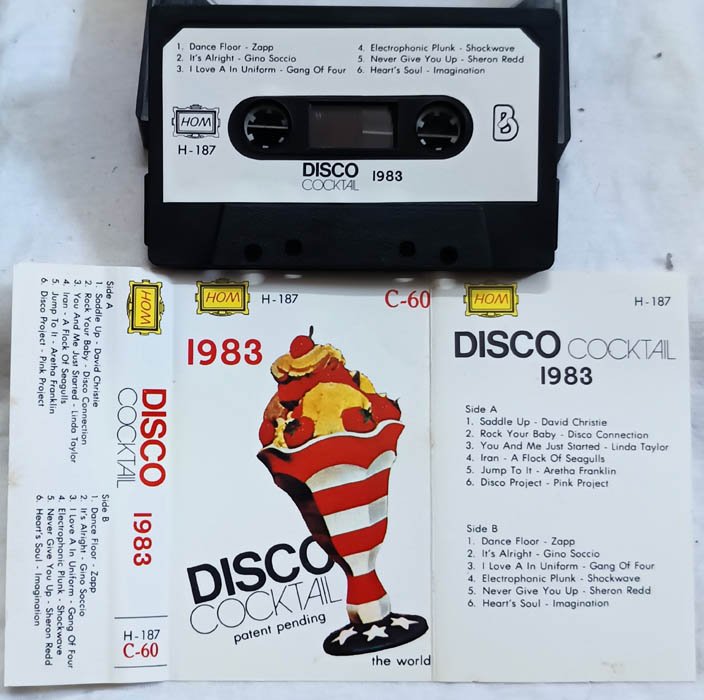 1. Dance Floor - Zapp
2. It's Alright - Gino Soccio
3. I Love A In Uniform - Gang Of Four
4. Electrophonic Plunk - Shockwave
5. Never Give You Up - Sheron Redd
6. Heart's Soul - Imagination
HOM
H-187
B
DISCO
COCKTAIL
1983
Side A
1. Saddle Up - David Christie
2. Rock Your Baby - Disco Connection
3. You And Me Just Started - Linda Taylor
4. Iran - A Flock Of Seagulls
5. Jump To It - Aretha Franklin
6. Disco Project - Pink Project
Side B
1. Dance Floor - Zapp
2. It's Alright - Gino Soccio
3. I Love A In Uniform - Gang Of Four
4. Electrophonic Plunk - Shockwave
5. Never Give You Up - Sheron Redd
6. Heart's Soul - Imagination
HOM
DISCO
COCKTAIL
1983
H-187
C-60
HOM
H-187
C-60
1983
DISCO
COCKTAIL
patent pending
the world
HOM
H-187
DISCO COCKTAIL
1983
Side A
1. Saddle Up - David Christie
2. Rock Your Baby - Disco Connection
3. You And Me Just Started - Linda Taylor
4. Iran - A Flock Of Seagulls
5. Jump To It - Aretha Franklin
6. Disco Project - Pink Project
Side B
1. Dance Floor - Zapp
2. It's Alright - Gino Soccio
3. I Love A In Uniform - Gang Of Four
4. Electrophonic Plunk - Shockwave
5. Never Give You Up - Sheron Redd
6. Heart's Soul - Imagination